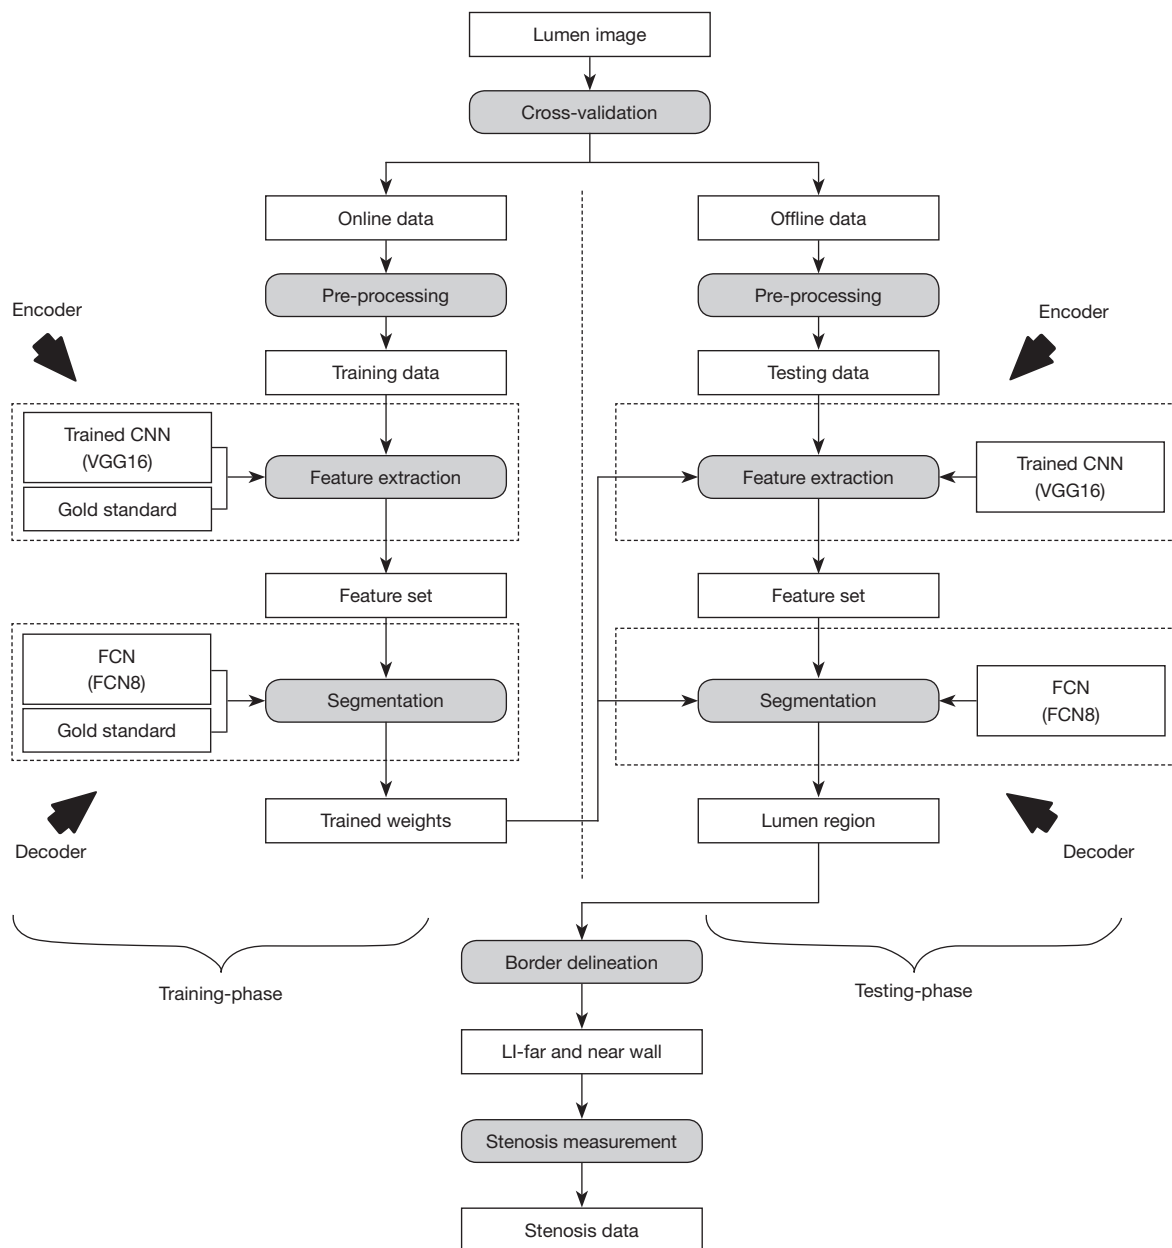 Lumen image
Cross-validation
Online data
Offline data
Pre-processing
Pre-processing
Encoder
Encoder
Training data
Testing data
Trained CNN
(VGG16)
Gold standard
Feature extraction
Feature extraction
Trained CNN
(VGG16)
Feature set
Feature set
FCN
(FCN8)
Gold standard
Segmentation
Segmentation
FCN
(FCN8)
Trained weights
Lumen region
Decoder
Decoder
Border delineation
Training-phase
Testing-phase
LI-far and near wall
Stenosis measurement
Stenosis data